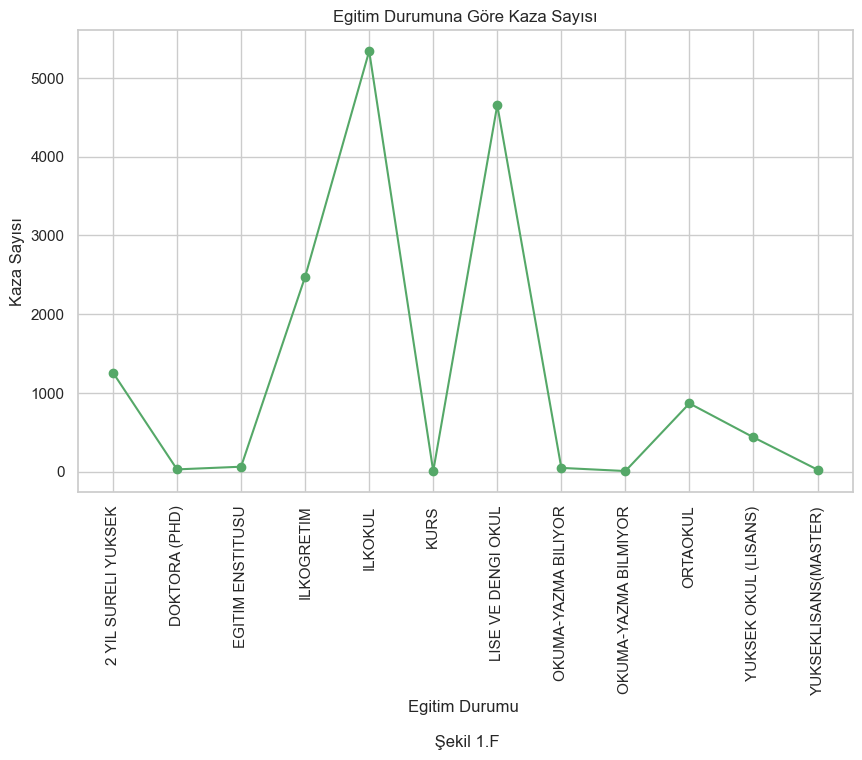 Egitim Durumuna Göre Kaza Sayısı
Kaza Sayısı
5000
4000
3000
2000
1000
0
2 YIL SURELI YUKSEK
DOKTORA (PHD)
EGITIM ENSTITUSU
ILKOGRETIM
ILKOKUL
KURS
LISE VE DENGI OKUL
OKUMA-YAZMA BILIYOR
OKUMA-YAZMA BILMIYOR
ORTAOKUL
YUKSEK OKUL (LISANS)
YUKSEKLISANS(MASTER)
Egitim Durumu
Şekil 1.F